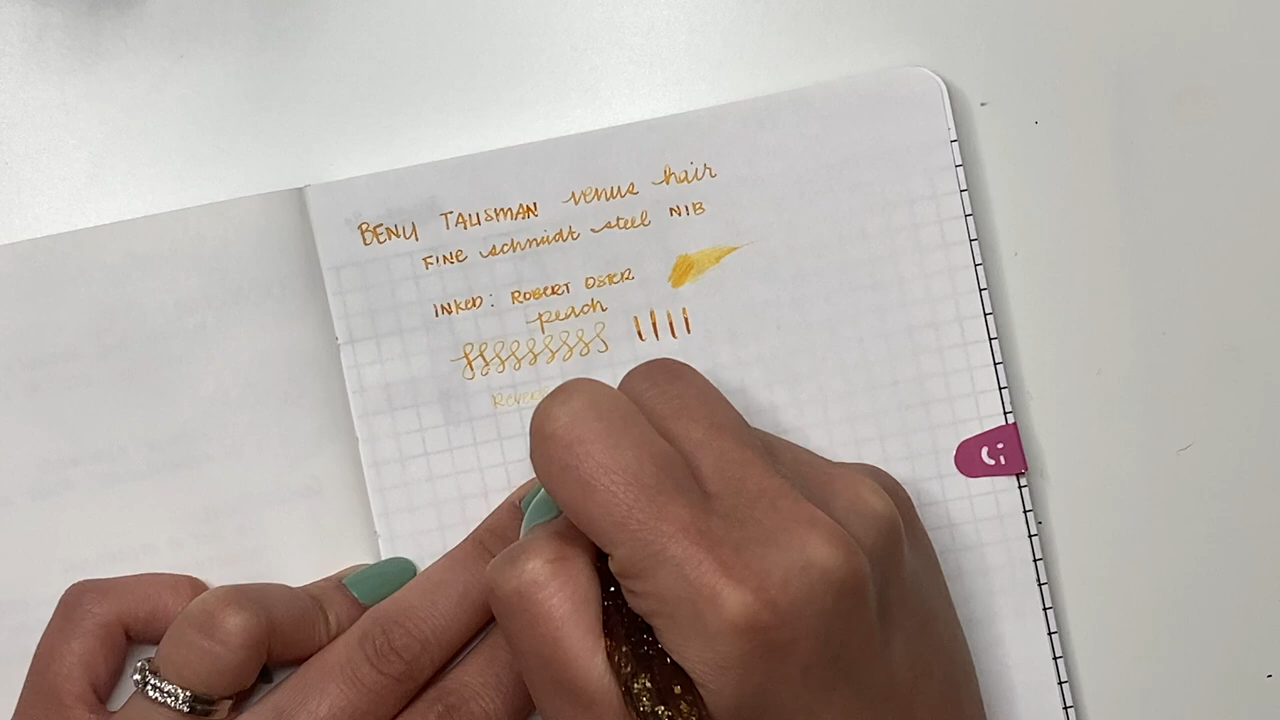 BENU TALISMAN venus hair
FINE schmidt steel NIB
INKED: ROBERT OSTER
peach